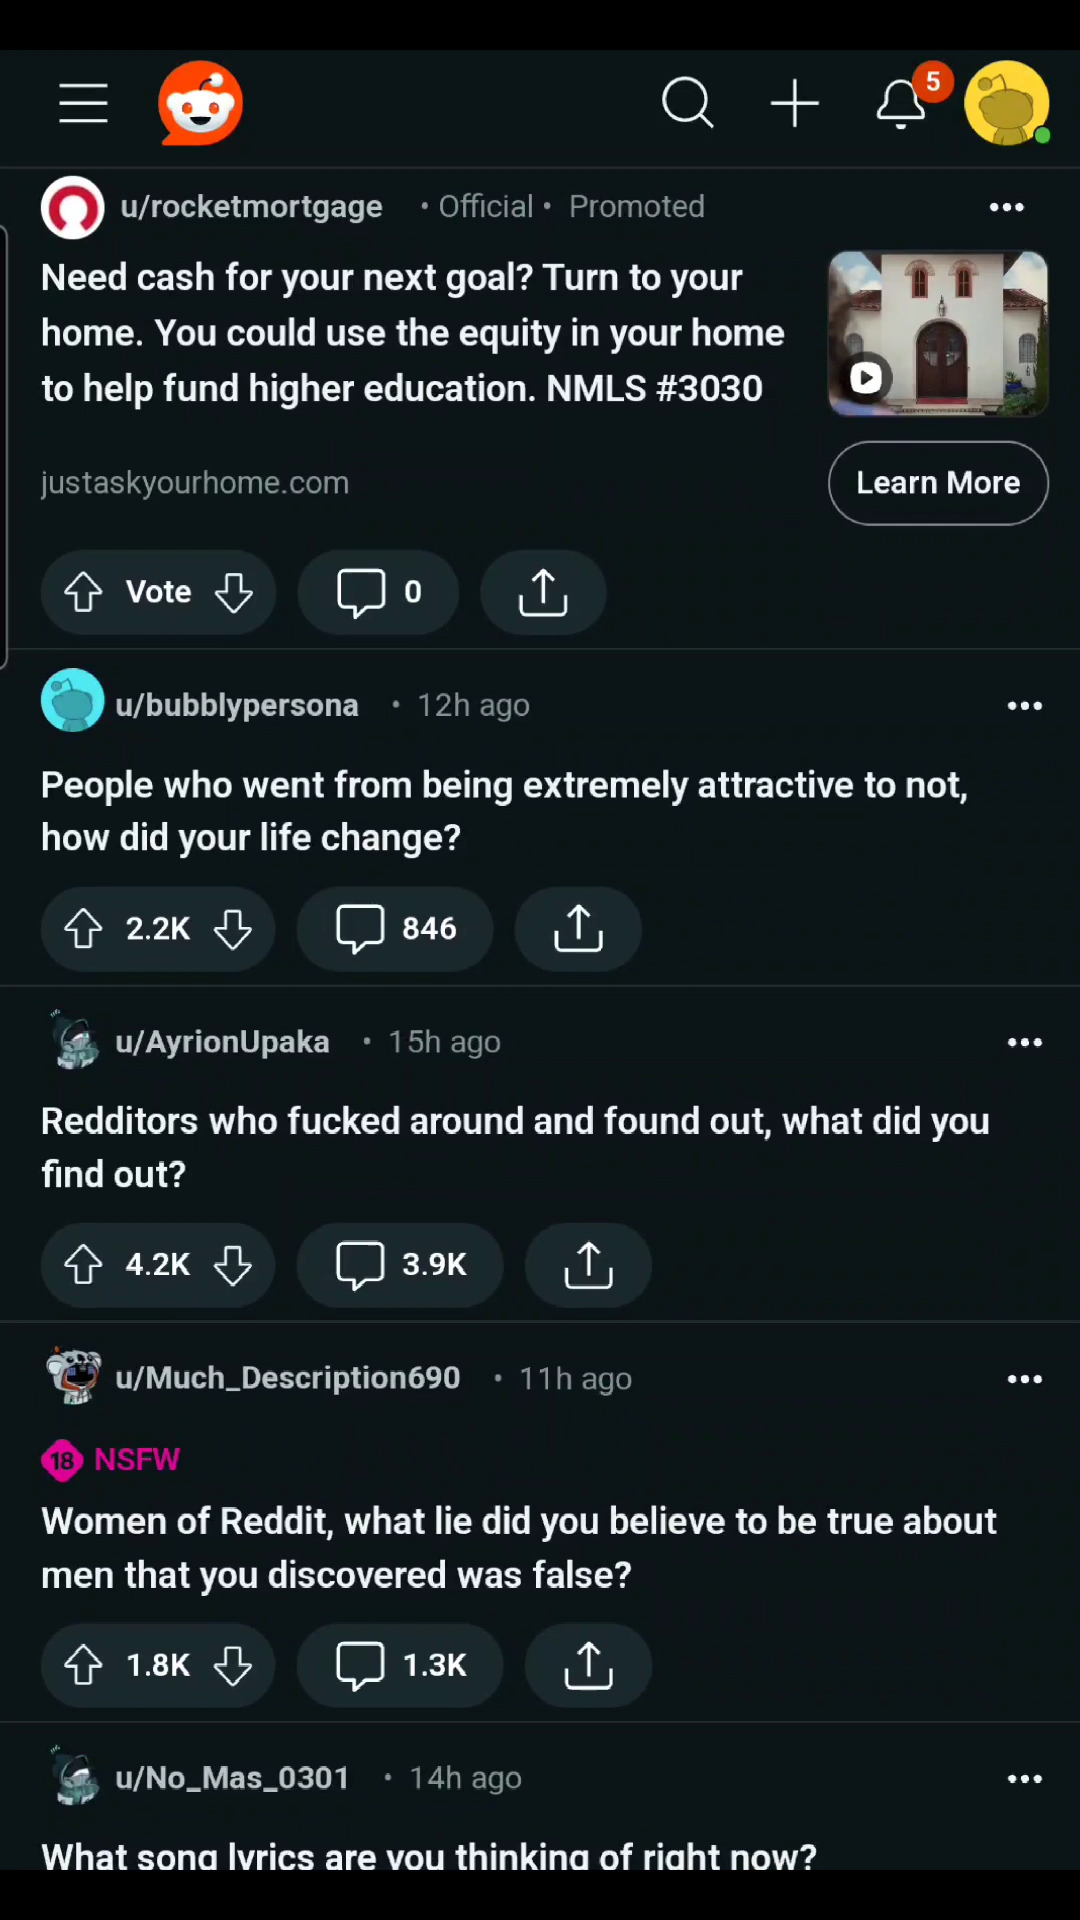 5
u/rocketmortgage • Official • Promoted
Need cash for your next goal? Turn to your
home. You could use the equity in your home
to help fund higher education. NMLS #3030
justaskyourhome.com
Learn More
Vote 0
u/bubblypersona • 12h ago
People who went from being extremely attractive to not,
how did your life change?
2.2K 846
u/AyrionUpaka • 15h ago
Redditors who fucked around and found out, what did you
find out?
4.2K 3.9K
u/Much_Description690 • 11h ago
18 NSFW
Women of Reddit, what lie did you believe to be true about
men that you discovered was false?
1.8K 1.3K
u/No_Mas_0301 • 14h ago
What song lyrics are you thinking of right now?